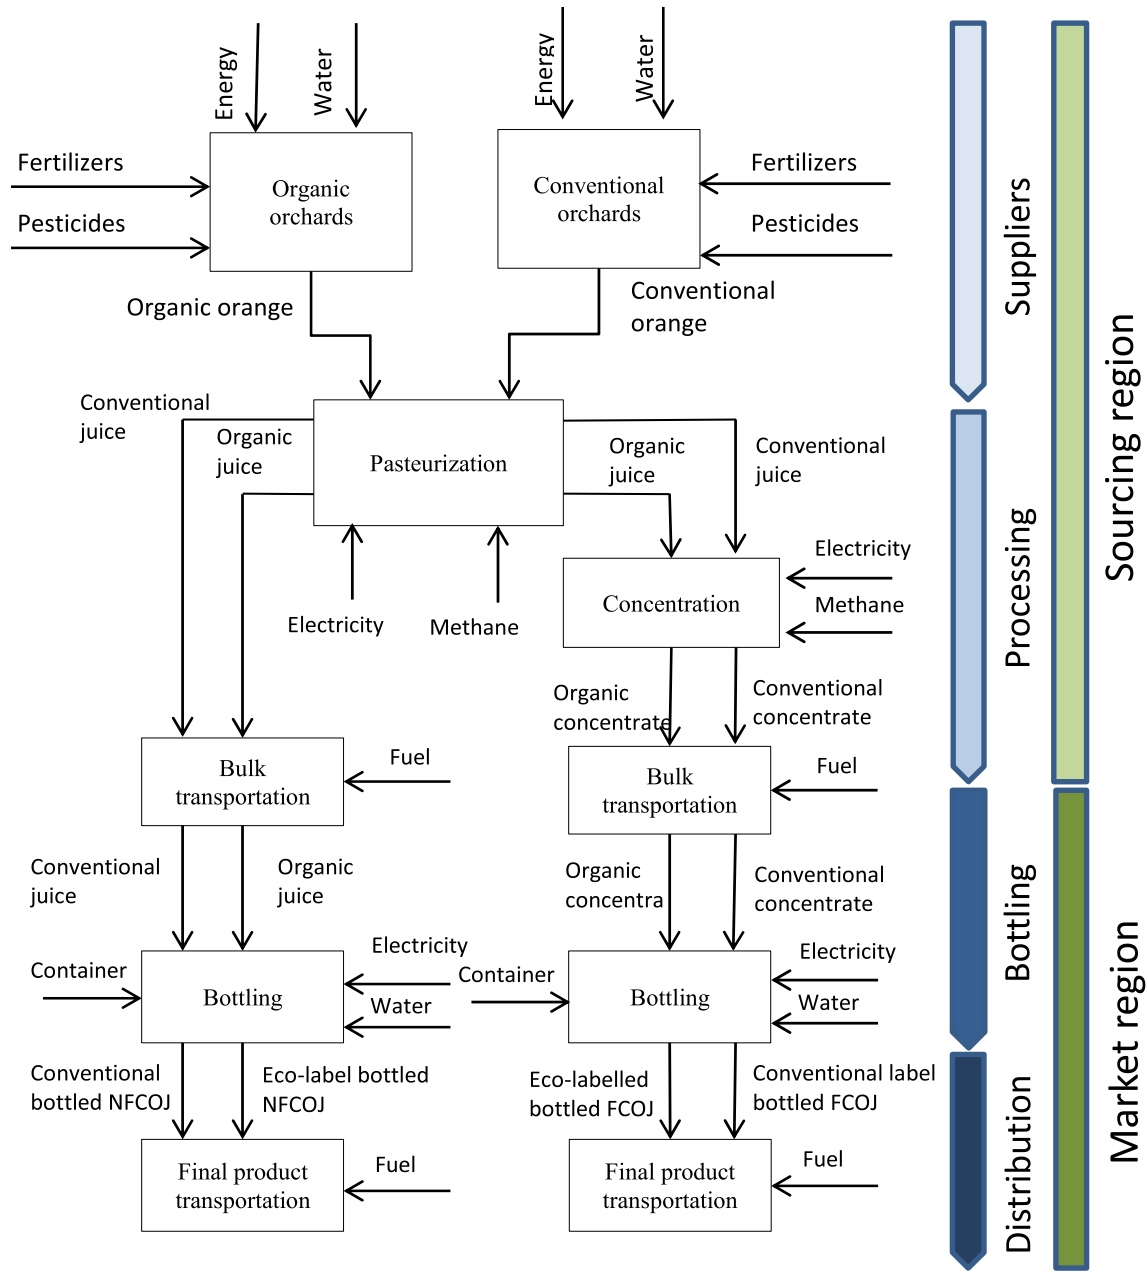 Energy
Water
Energy
Water
Fertilizers
Pesticides
Organic
orchards
Conventional
orchards
Fertilizers
Pesticides
Suppliers
Organic orange
Conventional
orange
Sourcing region
Conventional
juice
Organic
juice
Pasteurization
Organic
juice
Conventional
juice
Electricity
Methane
Concentration
Electricity
Methane
Processing
Organic
concentrate
Conventional
concentrate
Bulk
transportation
Fuel
Bulk
transportation
Fuel
Conventional
juice
Organic
juice
Organic
concentra
Conventional
concentrate
Bottling
Market region
Container
Bottling
Electricity
Water
Container
Bottling
Electricity
Water
Conventional
bottled NFCOJ
Eco-label bottled
NFCOJ
Eco-labelled
bottled FCOJ
Conventional label
bottled FCOJ
Distribution
Final product
transportation
Fuel
Final product
transportation
Fuel